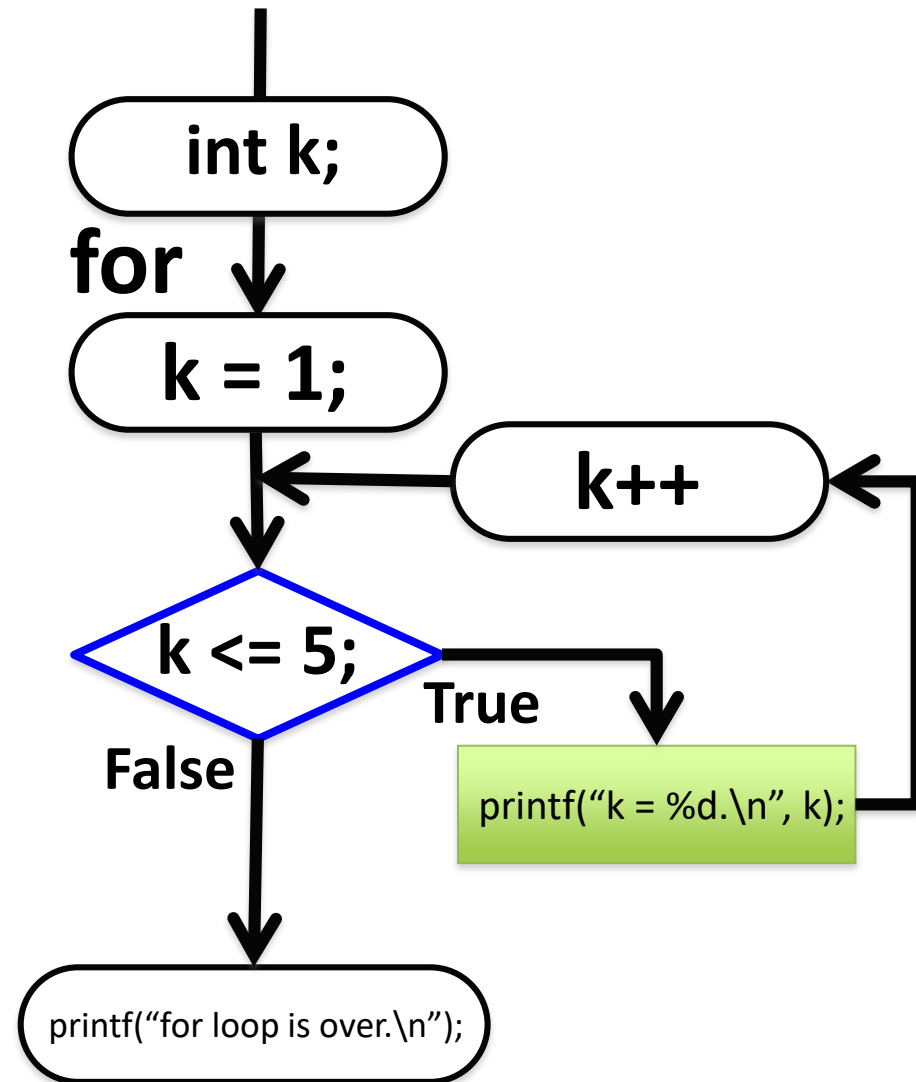 int k;
for
k = 1;
k++
k <= 5;
True
False
printf(“k = %d.\n”, k);
printf(“for loop is over.\n”);